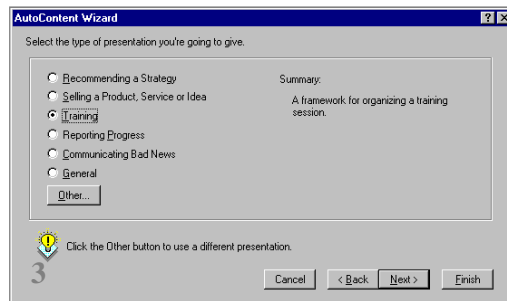 AutoContent Wizard
Select the type of presentation you're going to give.
Recommending a Strategy
Selling a Product, Service or Idea
Training
Reporting Progress
Communicating Bad News
General
Other...
Summary:
A framework for organizing a training
session.
Click the Other button to use a different presentation.
3
Cancel
< Back
Next >
Finish